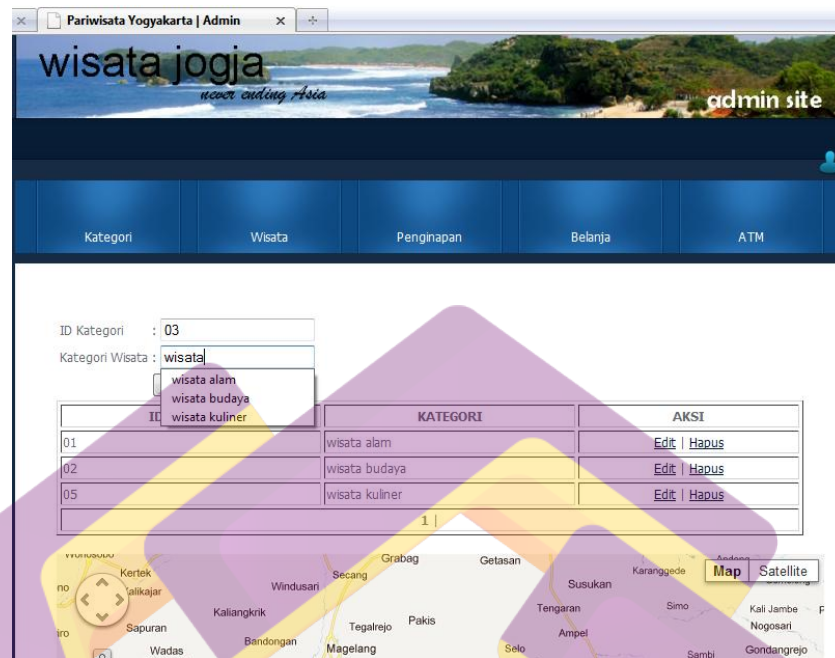 Pariwisata Yogyakarta | Admin
wisata jogja
never ending Asia
admin site
Kategori Wisata Penginapan Belanja ATM
ID Kategori : 03
Kategori Wisata : wisata
wisata alam
wisata budaya
wisata kuliner
ID KATEGORI AKSI
01 wisata alam Edit | Hapus
02 wisata budaya Edit | Hapus
05 wisata kuliner Edit | Hapus
1 |
Grabag Getasan
Kertek Secang Karanggede Map Satellite
Windusari Susukan
Kaliangkrik Tengaran Simo Kali Jambe
Sapuran Tegalrejo Pakis Ampel Nogosari
Wadas Bandongan Magelang Selo Sambi Gondangrejo